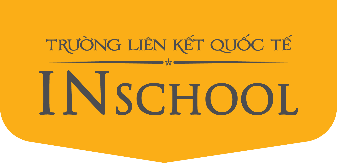 TRƯỜNG LIÊN KẾT QUỐC TẾ
INSCHOOL